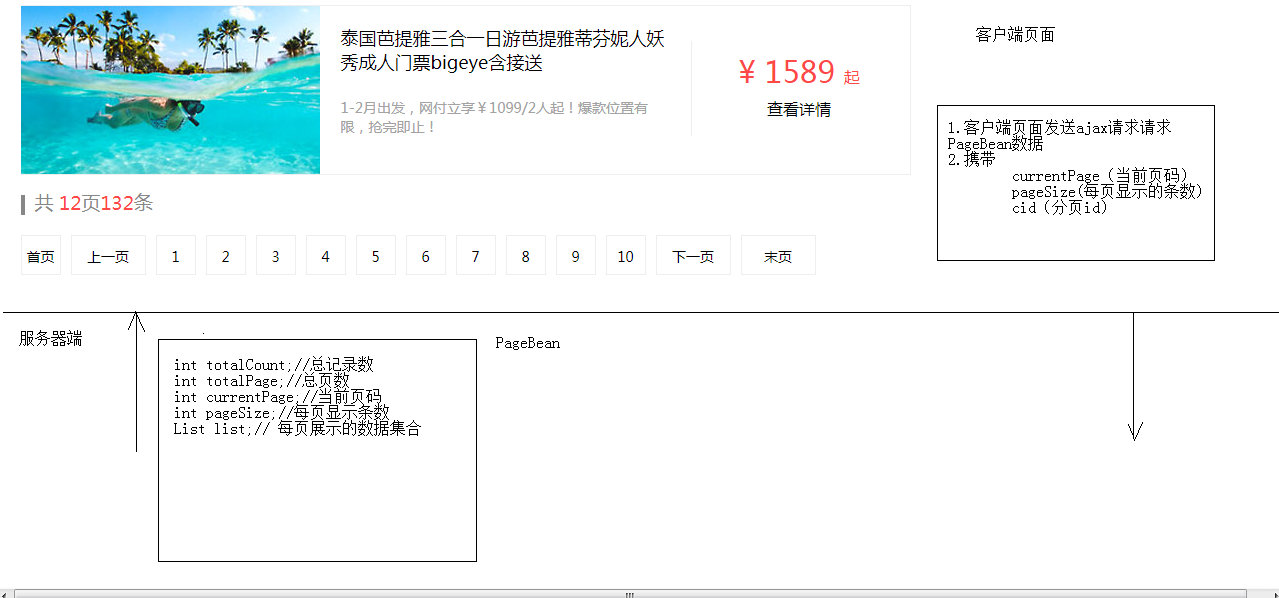 泰国芭提雅三合一日游芭提雅蒂芬妮人妖
秀成人门票bigeye含接送
1-2月出发，网付立享￥1099/2人起！爆款位置有
限，抢完即止！
￥ 1589 起
查看详情
客户端页面
1.客户端页面发送ajax请求请求
PageBean数据
2.携带
currentPage（当前页码）
pageSize(每页显示的条数)
cid（分页id）
共 12页132条
首页 上一页 1 2 3 4 5 6 7 8 9 10 下一页 末页
服务器端
PageBean
int totalCount;//总记录数
int totalPage;//总页数
int currentPage;//当前页码
int pageSize;//每页显示条数
List list;// 每页展示的数据集合